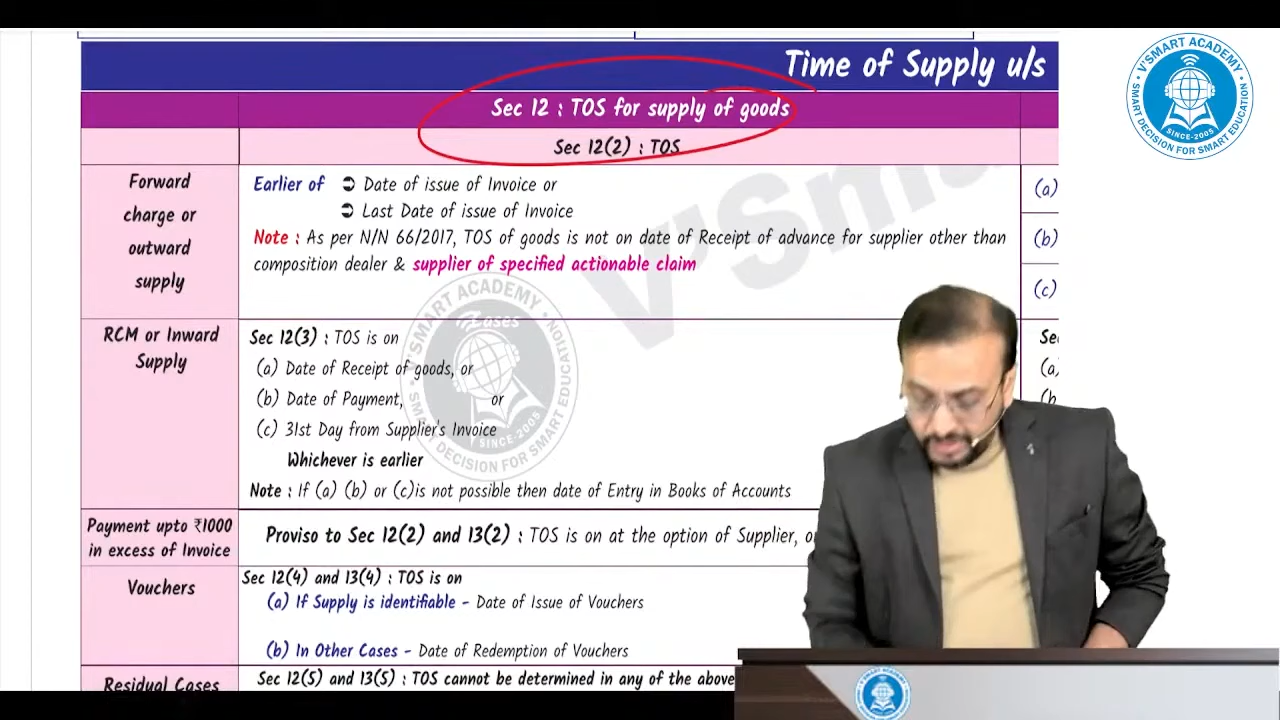 Time of Supply u/s
Sec 12 : TOS for supply of goods
Sec 12(2) : TOS
Forward
charge or
outward
supply
Earlier of ➲ Date of issue of Invoice or
➲ Last Date of issue of Invoice
Note : As per N/N 66/2017, TOS of goods is not on date of Receipt of advance for supplier other than
composition dealer & supplier of specified actionable claim
(a)
(b)
(c)
RCM or Inward
Supply
Sec 12(3) : TOS is on
(a) Date of Receipt of goods, or
(b) Date of Payment, or
(c) 31st Day from Supplier's Invoice
Whichever is earlier
Note : If (a) (b) or (c)is not possible then date of Entry in Books of Accounts
Payment upto ₹1000
in excess of Invoice
Proviso to Sec 12(2) and 13(2) : TOS is on at the option of Supplier,
Vouchers
Sec 12(4) and 13(4) : TOS is on
(a) If Supply is identifiable - Date of Issue of Vouchers
(b) In Other Cases - Date of Redemption of Vouchers
Residual Cases
Sec 12(5) and 13(5) : TOS cannot be determined in any of the above
V'SMART ACADEMY
SMART DECISION FOR SMART EDUCATION
SINCE-2005